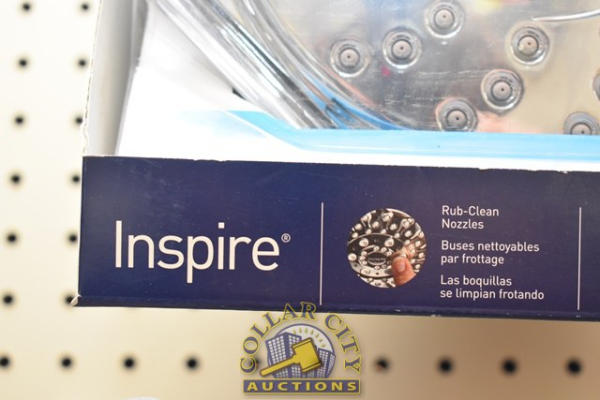 Inspire®
Rub-Clean
Nozzles
Buses nettoyables
par frottage
Las boquillas
se limpian frotando
COLLAR CITY
AUCTIONS